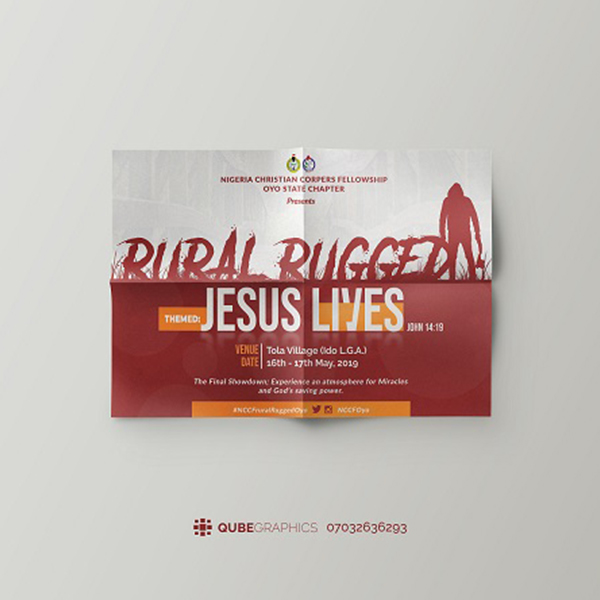 NIGERIA CHRISTIAN CORPERS FELLOWSHIP
OYO STATE CHAPTER
Presents
RURAL RUGGED
THEMED: JESUS LIVES JOHN 14:19
VENUE Tola Village (Ido L.G.A.)
DATE 16th - 17th May, 2019
The Final Showdown; Experience an atmosphere for Miracles
and God's saving power.
#NCCFruralRuggedOyo NCCFOyo
QUBEGRAPHICS 07032636293